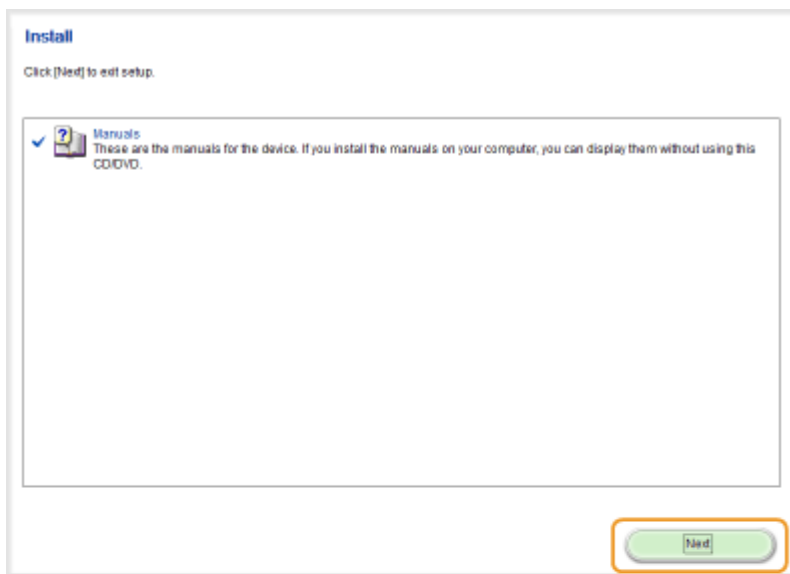 Install
Click [Next] to exit setup.
Manuals
These are the manuals for the device. If you install the manuals on your computer, you can display them without using this
CD/DVD.
Next